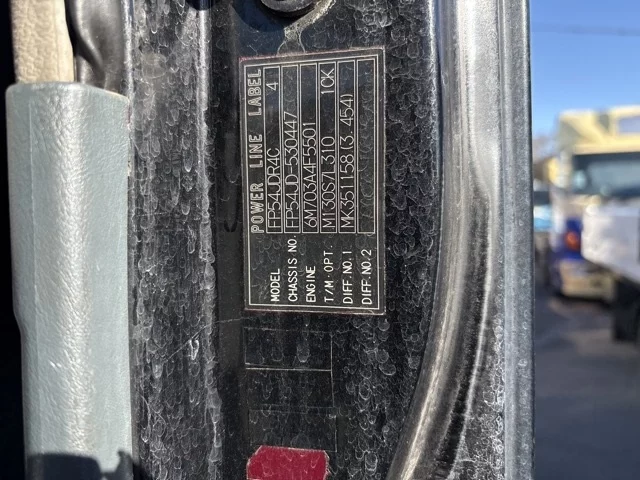 POWER LINE LABEL
MODEL FP54JDR4C 4
CHASSIS NO. FP54JD-530447
ENGINE 6M703A4F5501
T/M·OPT. M130S7L310 1CK
DIFF.NO.1 MK351158(3.454)
DIFF.NO.2